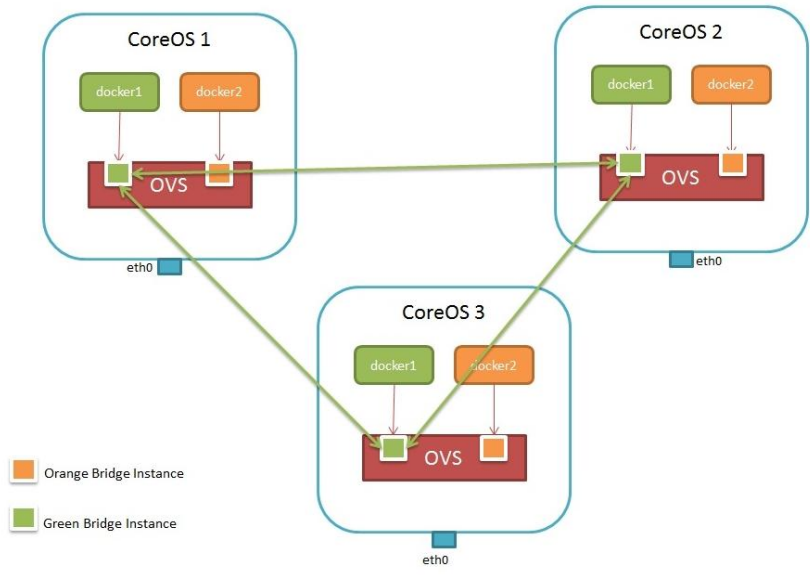 CoreOS 1
docker1
docker2
OVS
eth0
CoreOS 2
docker1
docker2
OVS
eth0
CoreOS 3
docker1
docker2
OVS
eth0
Orange Bridge Instance
Green Bridge Instance